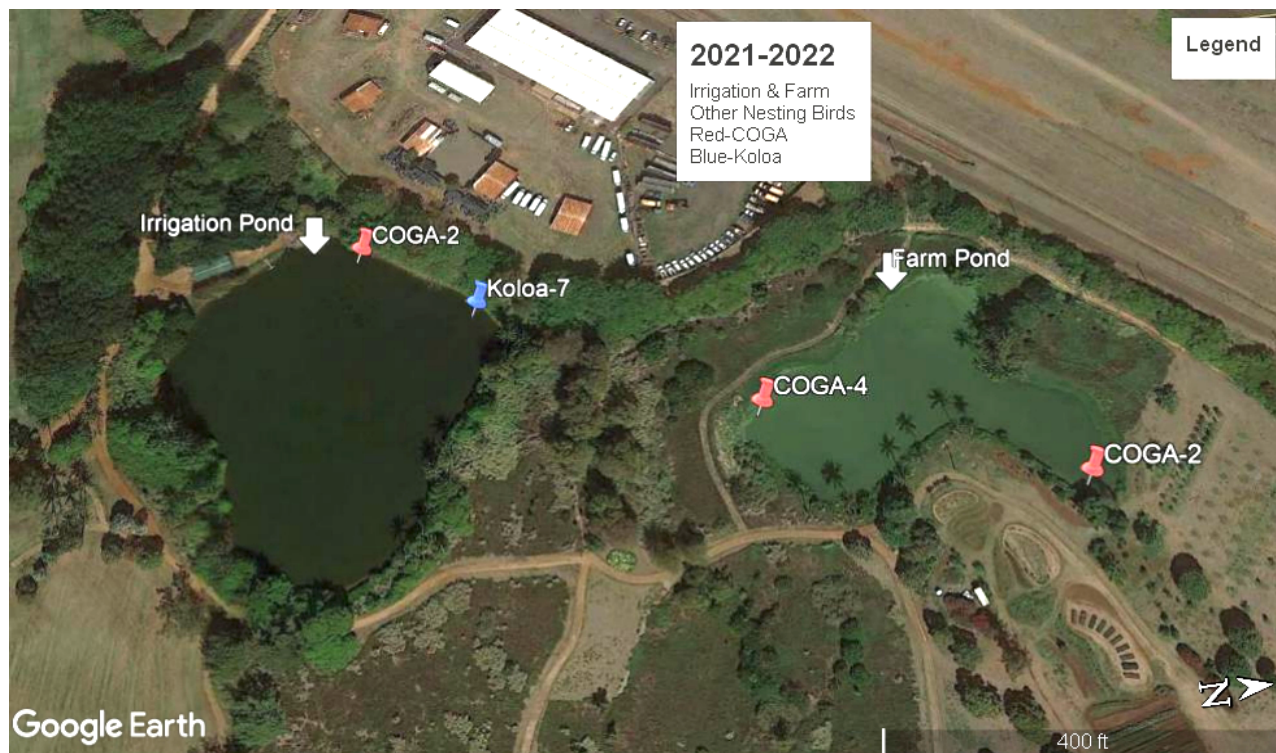 2021-2022
Irrigation & Farm
Other Nesting Birds
Red-COGA
Blue-Koloa
Legend
Irrigation Pond
COGA-2
Koloa-7
Farm Pond
COGA-4
COGA-2
N
400 ft
Google Earth